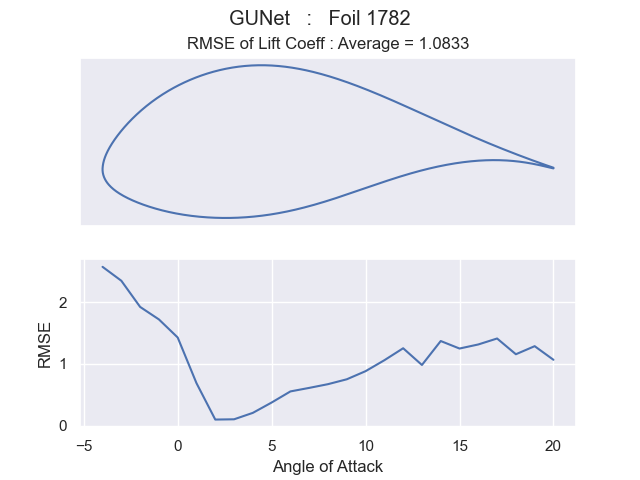 GUNet : Foil 1782
RMSE of Lift Coeff : Average = 1.0833
2
1
0
RMSE
−5 0 5 10 15 20
Angle of Attack